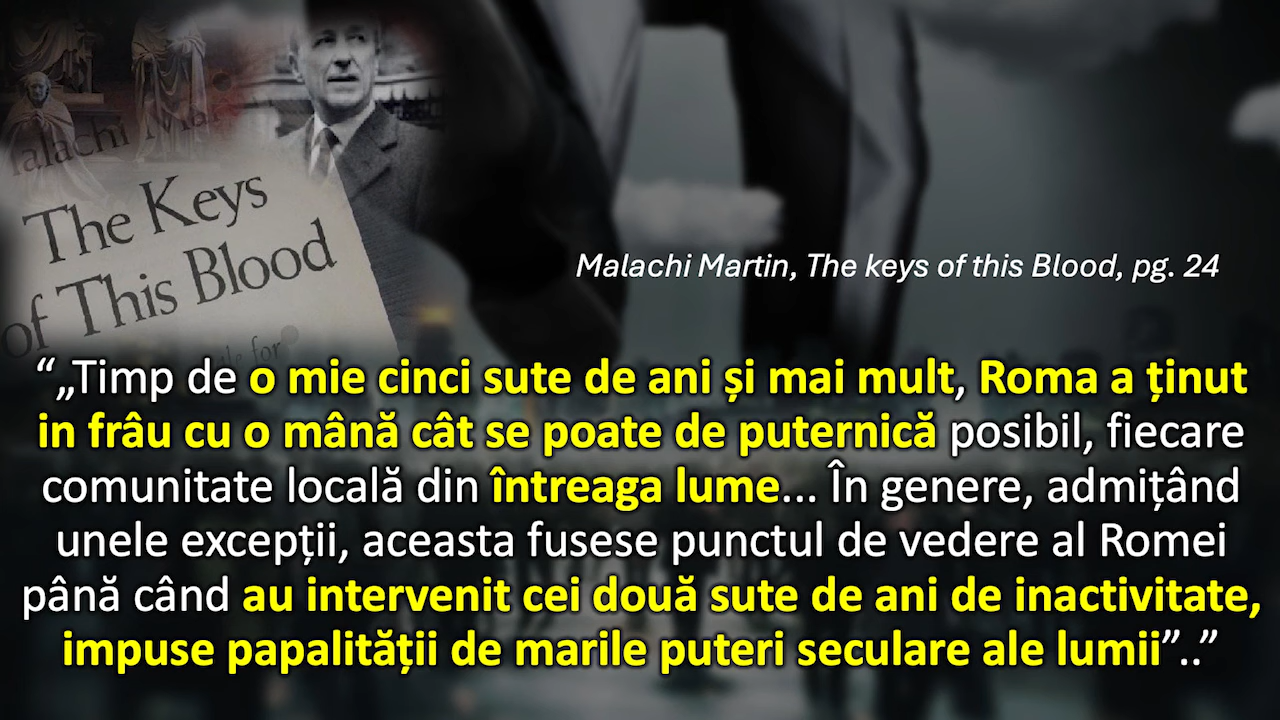 Malachi
The Keys
of This Blood
Malachi Martin, The keys of this Blood, pg. 24
“„Timp de o mie cinci sute de ani și mai mult, Roma a ținut
in frâu cu o mână cât se poate de puternică posibil, fiecare
comunitate locală din întreaga lume... În genere, admițând
unele excepții, aceasta fusese punctul de vedere al Romei
până când au intervenit cei două sute de ani de inactivitate,
impuse papalității de marile puteri seculare ale lumii”..”